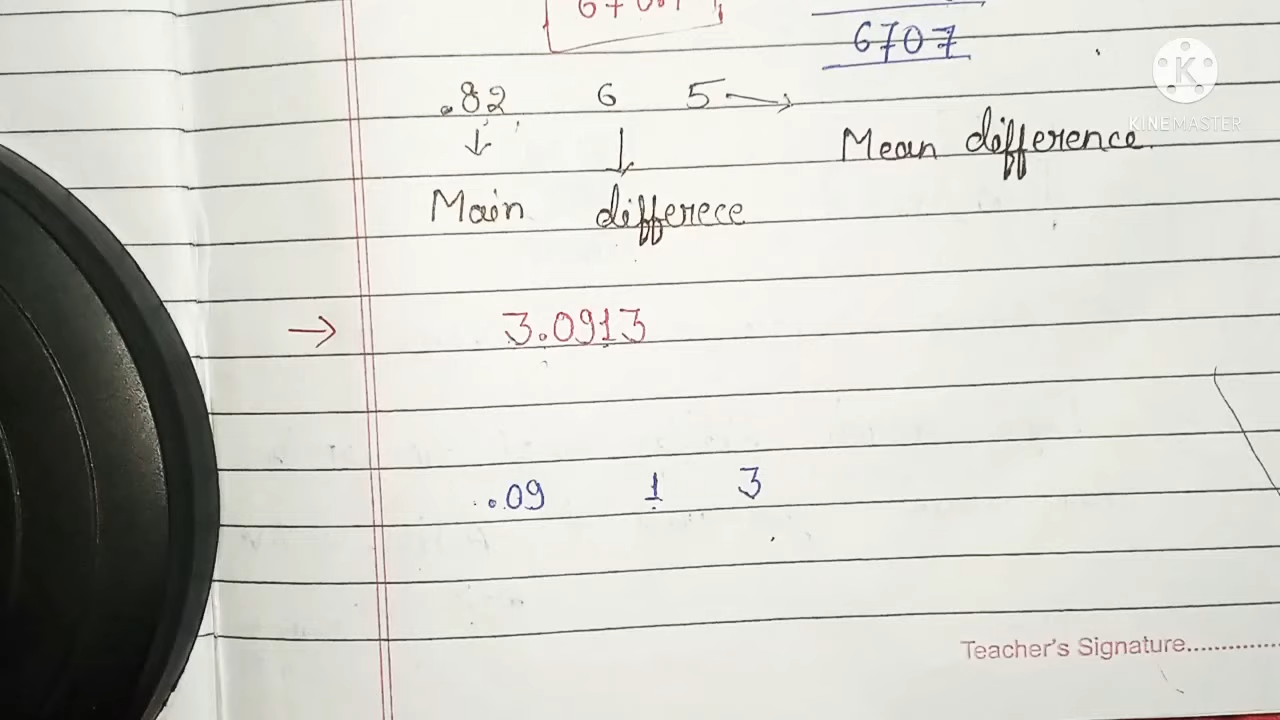 6707
.82 6 5 →
Mean difference.
↓ ↓
Main differece
→ 3.0913
.09 1 3
Teacher's Signature................
KINEMASTER